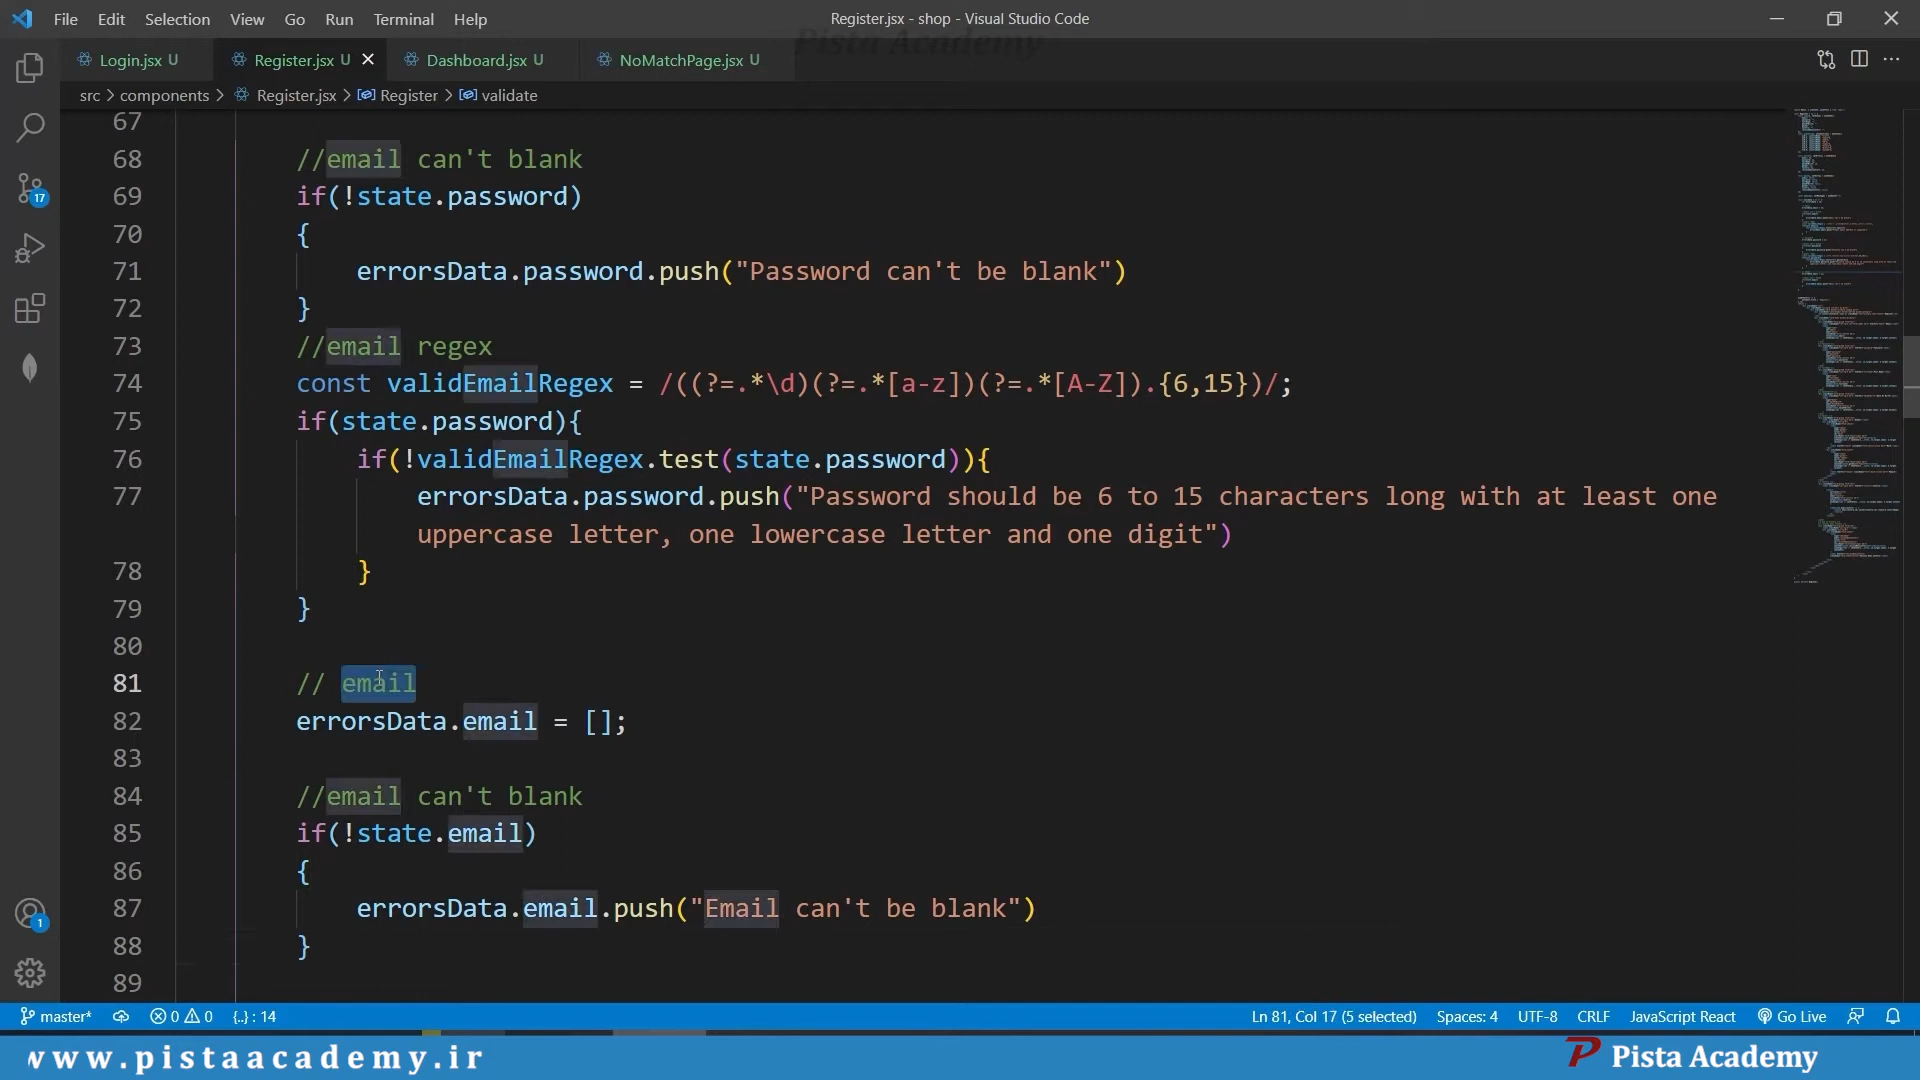 File Edit Selection View Go Run Terminal Help
Register.jsx - shop - Visual Studio Code
Pista Academy
Login.jsx U
Register.jsx U
Dashboard.jsx U
NoMatchPage.jsx U
src > components > Register.jsx > Register > validate
67
68 //email can't blank
69 if(!state.password)
70 {
71 errorsData.password.push("Password can't be blank")
72 }
73 //email regex
74 const validEmailRegex = /((?=.*\d)(?=.*[a-z])(?=.*[A-Z]).{6,15})/;
75 if(state.password){
76 if(!validEmailRegex.test(state.password)){
77 errorsData.password.push("Password should be 6 to 15 characters long with at least one
uppercase letter, one lowercase letter and one digit")
78 }
79 }
80
81 // email
82 errorsData.email = [];
83
84 //email can't blank
85 if(!state.email)
86 {
87 errorsData.email.push("Email can't be blank")
88 }
89
17
1
master* 0 0 {..} : 14
Ln 81, Col 17 (5 selected) Spaces: 4 UTF-8 CRLF JavaScript React Go Live
www.pistaacademy.ir
Pista Academy